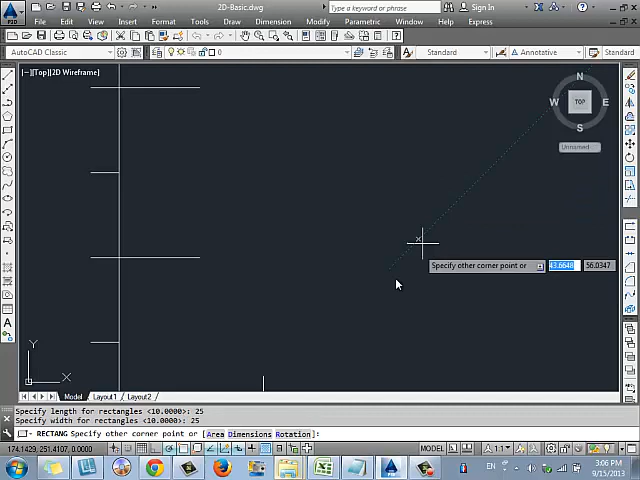 2D-Basic.dwg
Type a keyword or phrase
Sign In
P|D
File Edit View Insert Format Tools Draw Dimension Modify Parametric Window Help Express
AutoCAD Classic
0
Standard
Annotative
Standard
[−][Top][2D Wireframe]
N
W TOP E
S
Unnamed
Specify other corner point or 43.6648 56.0347
Y
X
Model Layout1 Layout2
Specify length for rectangles <10.0000>: 25
Specify width for rectangles <10.0000>: 25
RECTANG Specify other corner point or [Area Dimensions Rotation]:
174.1429, 251.4107, 0.0000
MODEL
1:1
EN
3:06 PM
9/15/2013